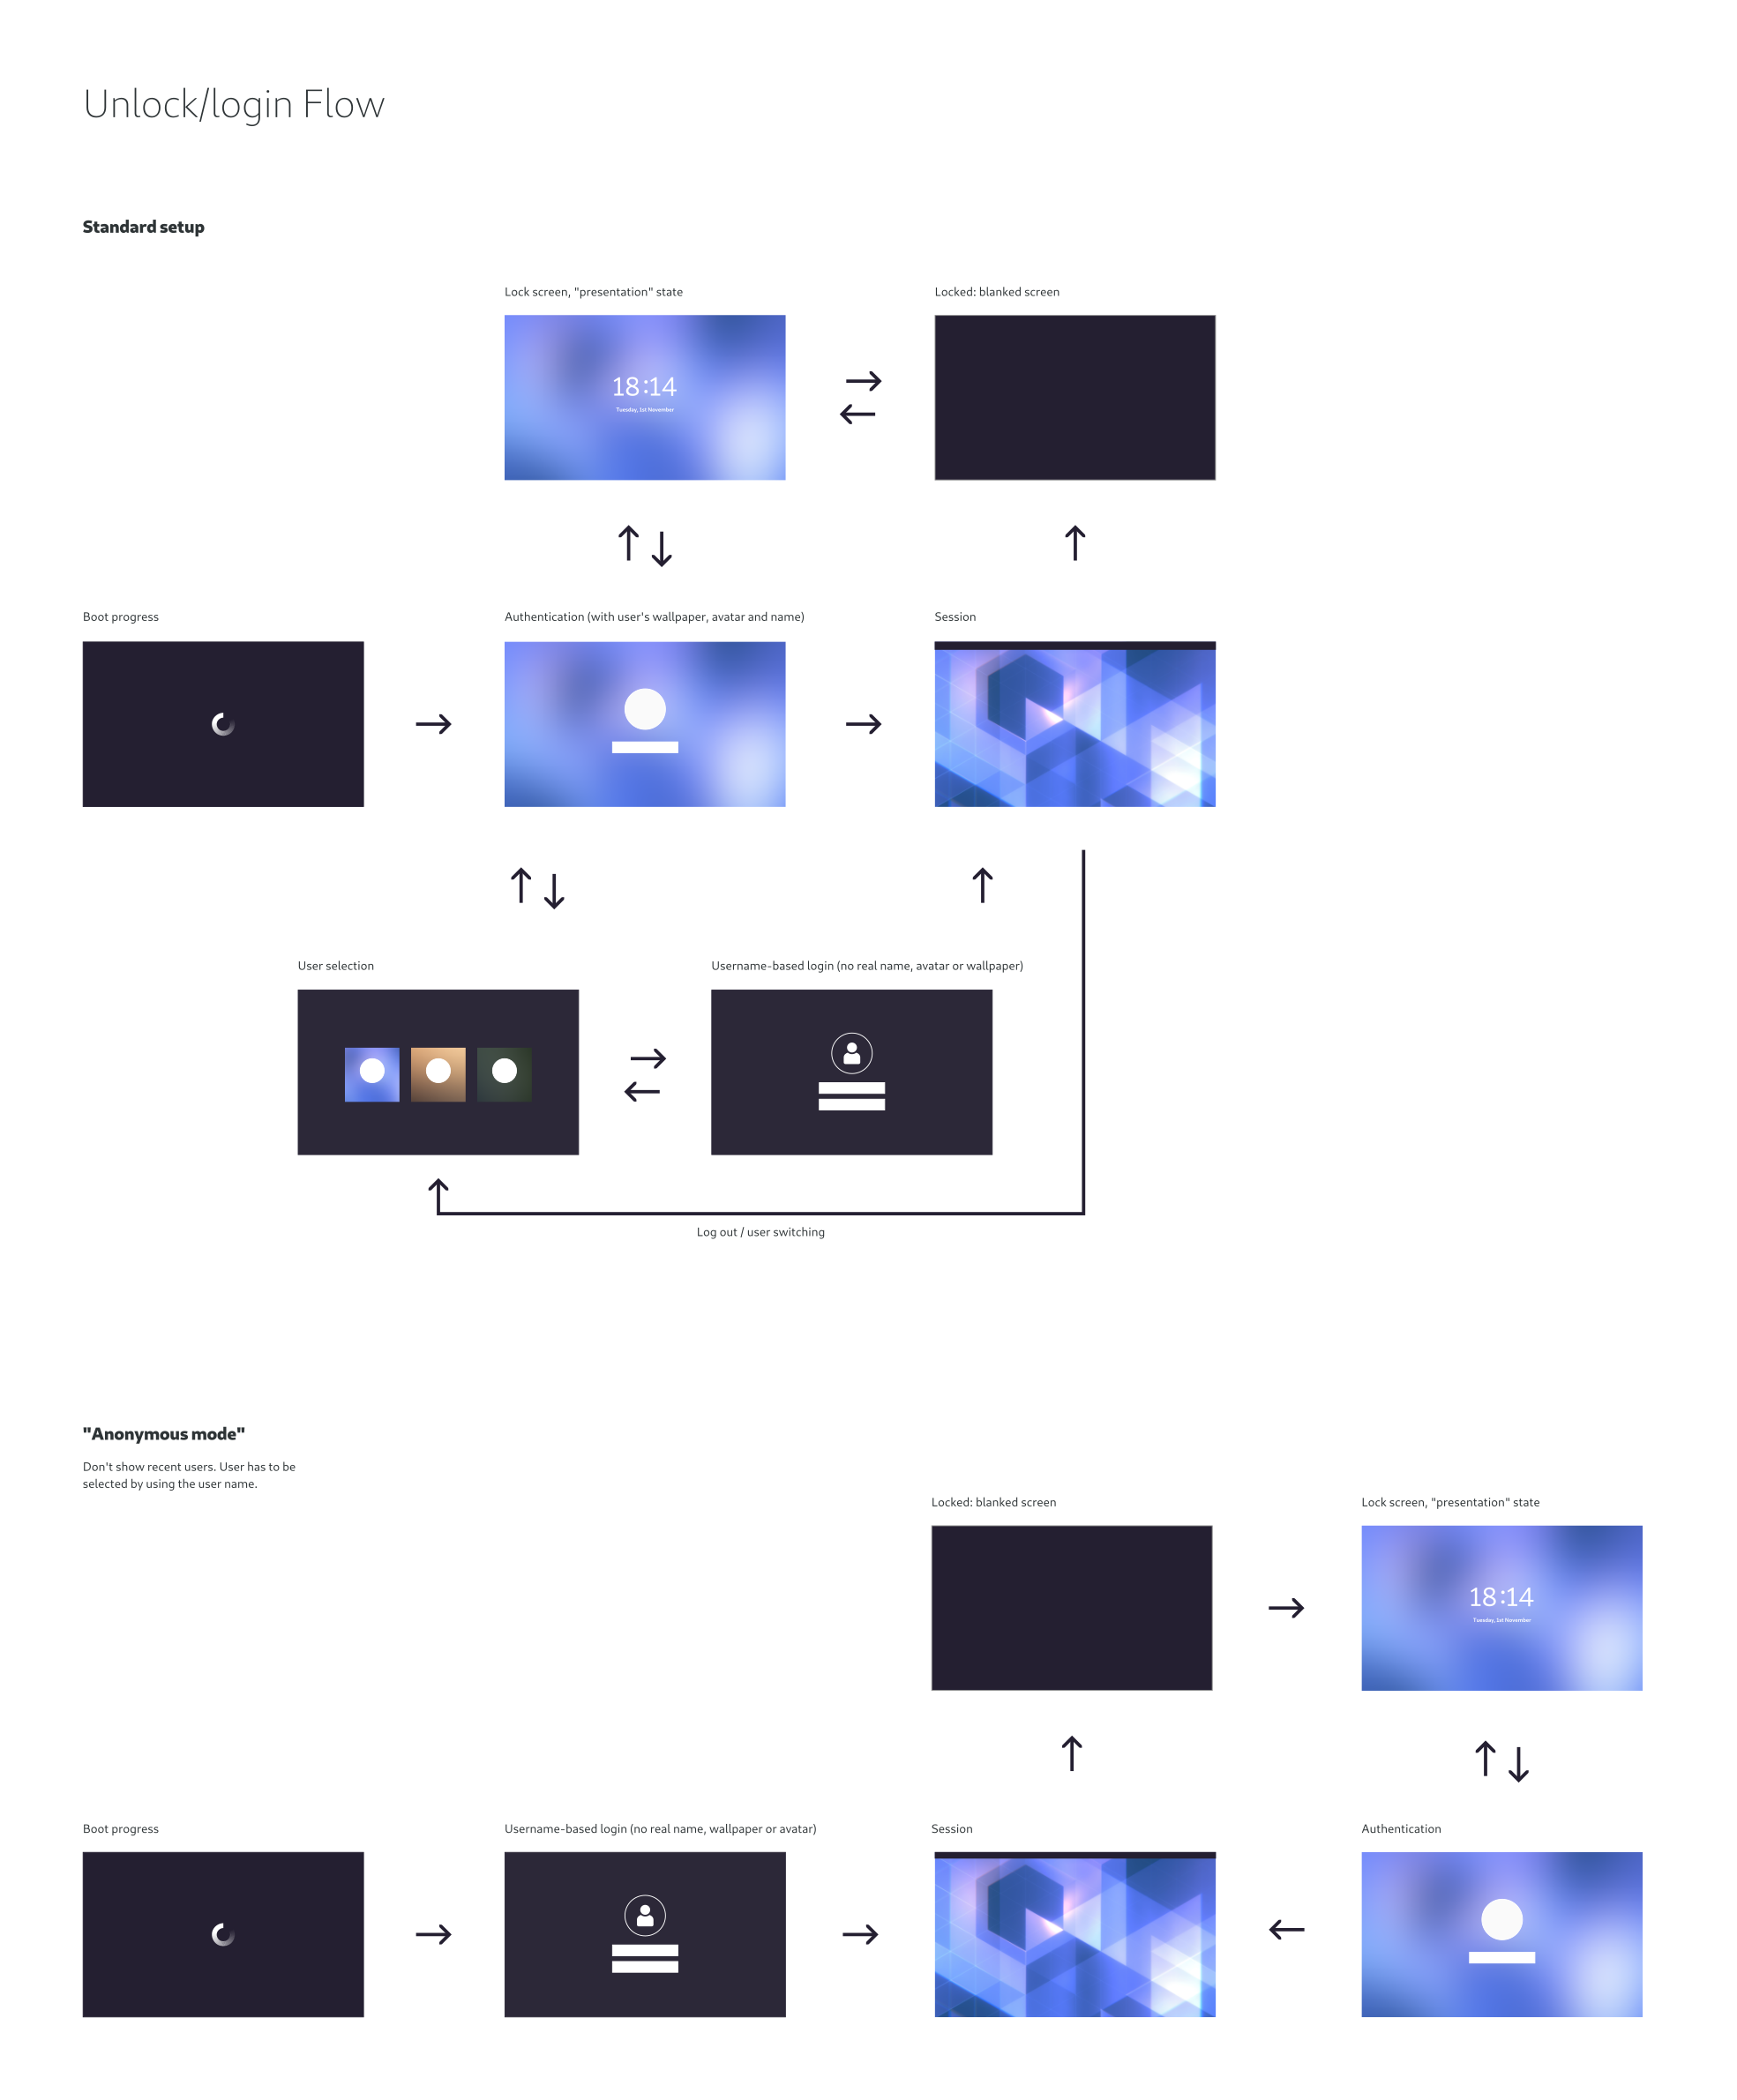 Unlock/login Flow
Standard setup
Lock screen, "presentation" state
Locked: blanked screen
18:14
Tuesday, 1st November
Boot progress
Authentication (with user's wallpaper, avatar and name)
Session
User selection
Username-based login (no real name, avatar or wallpaper)
Log out / user switching
"Anonymous mode"
Don't show recent users. User has to be
selected by using the user name.
Locked: blanked screen
Lock screen, "presentation" state
18:14
Tuesday, 1st November
Boot progress
Username-based login (no real name, wallpaper or avatar)
Session
Authentication